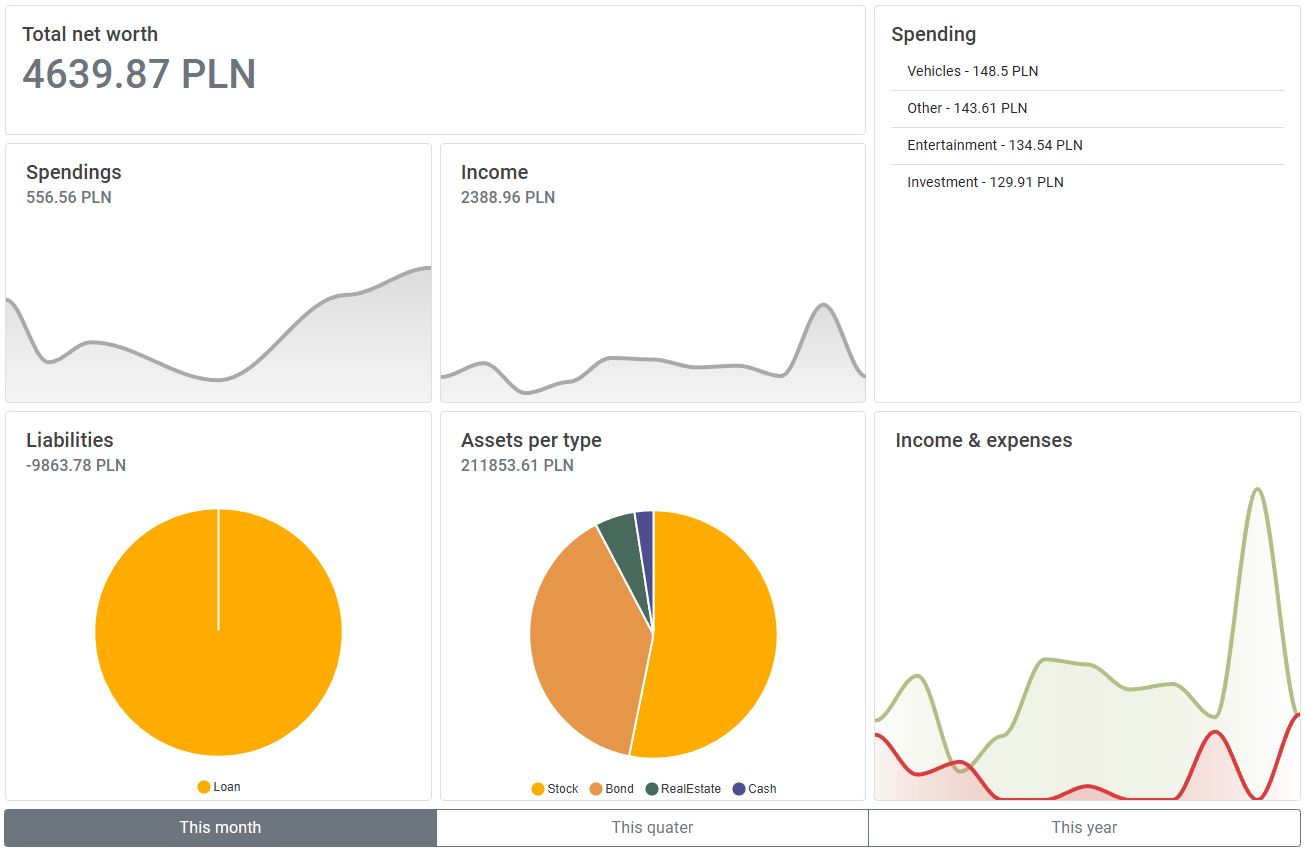 Total net worth
4639.87 PLN
Spending
Vehicles - 148.5 PLN
Other - 143.61 PLN
Entertainment - 134.54 PLN
Investment - 129.91 PLN
Spendings
556.56 PLN
Income
2388.96 PLN
Liabilities
-9863.78 PLN
Loan
Assets per type
211853.61 PLN
Stock Bond RealEstate Cash
Income & expenses
This month This quater This year